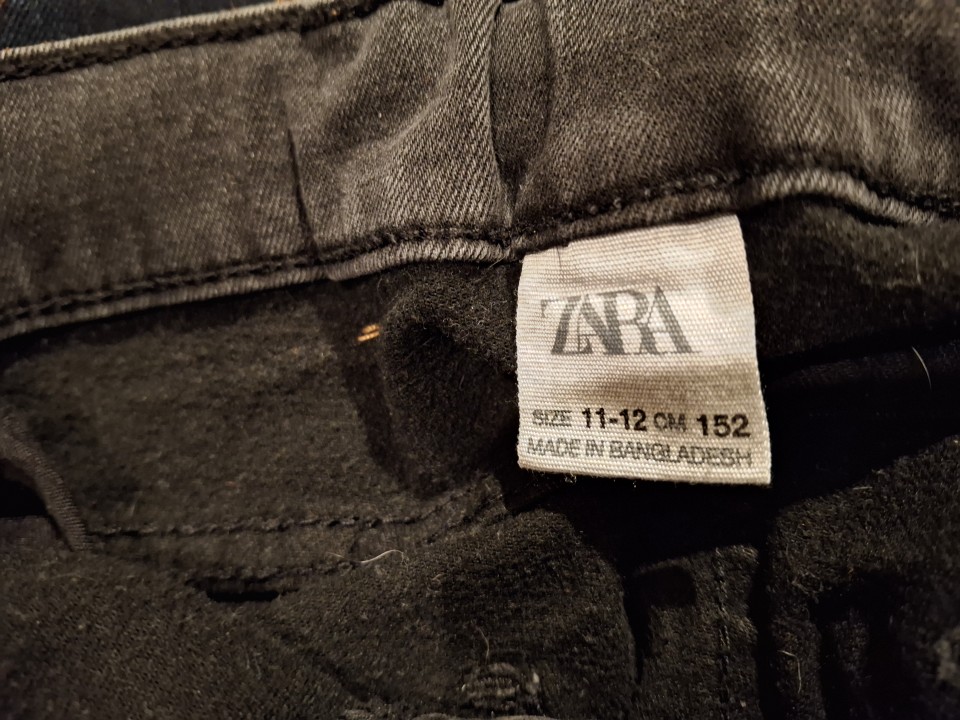 ZARA
SIZE 11-12 CM 152
MADE IN BANGLADESH